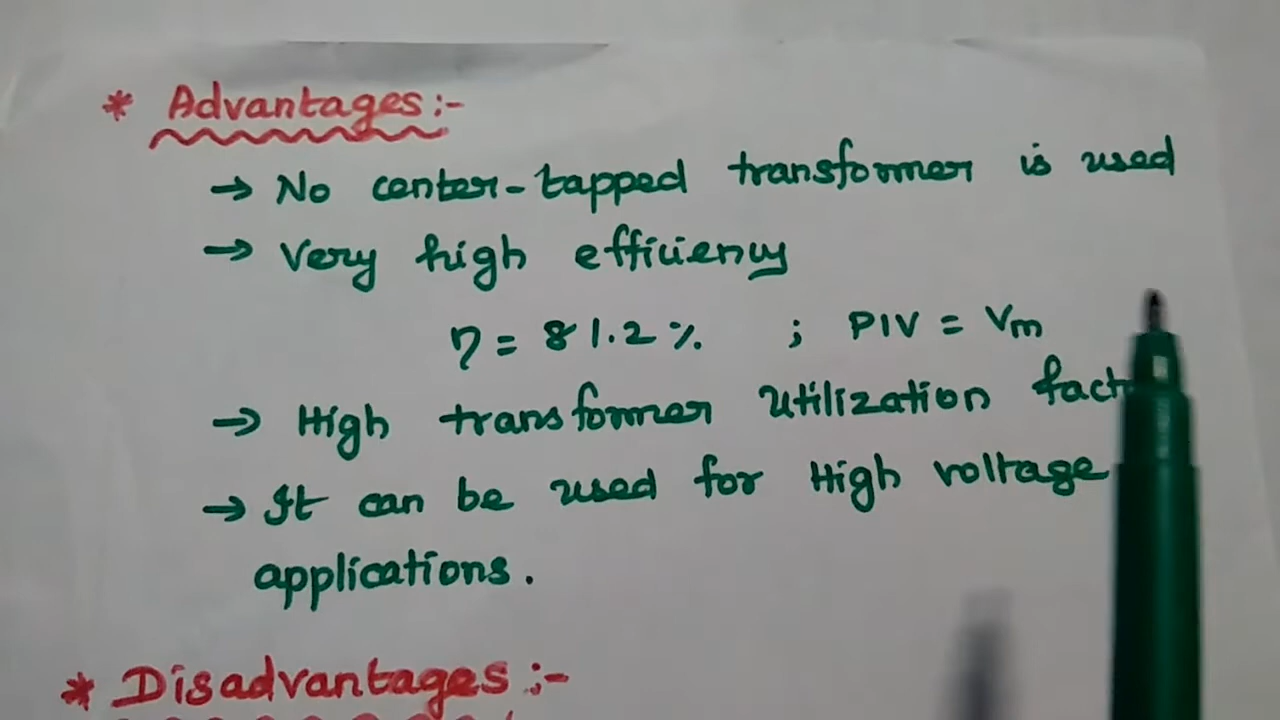 * Advantages:-
→ No center-tapped transformer is used
→ Very high efficiency
η = 81.2% ; PIV = Vm
→ High transformer utilization
→ It can be used for High voltage
applications.
* Disadvantages:-